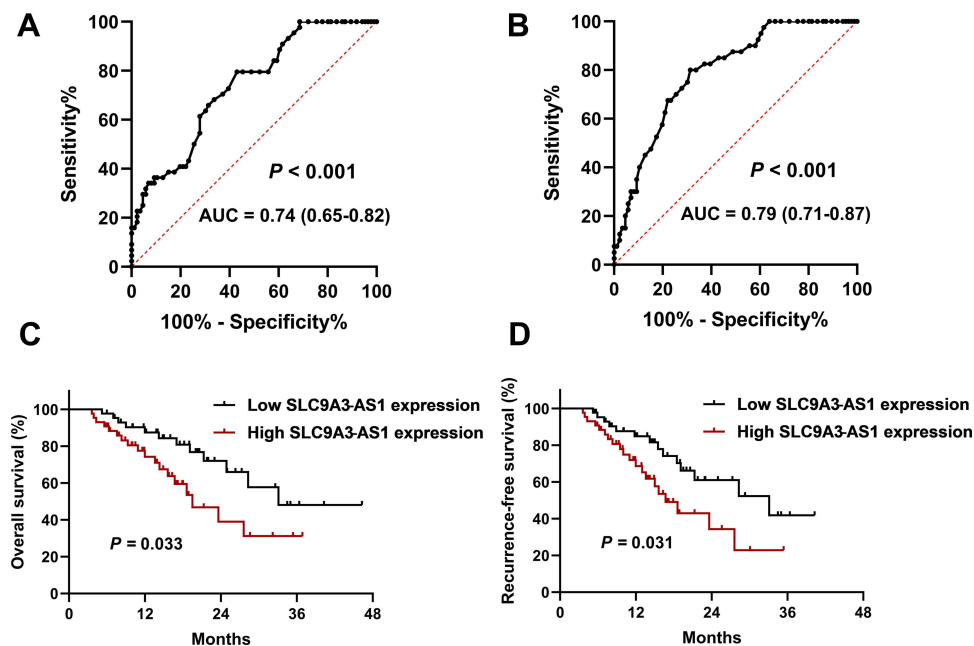 A
100
80
60
40
20
0
Sensitivity%
P < 0.001
AUC = 0.74 (0.65-0.82)
0 20 40 60 80 100
100% - Specificity%
B
100
80
60
40
20
0
Sensitivity%
P < 0.001
AUC = 0.79 (0.71-0.87)
0 20 40 60 80 100
100% - Specificity%
C
100
80
60
40
20
0
Overall survival (%)
Low SLC9A3-AS1 expression
High SLC9A3-AS1 expression
P = 0.033
0 12 24 36 48
Months
D
100
80
60
40
20
0
Recurrence-free survival (%)
Low SLC9A3-AS1 expression
High SLC9A3-AS1 expression
P = 0.031
0 12 24 36 48
Months